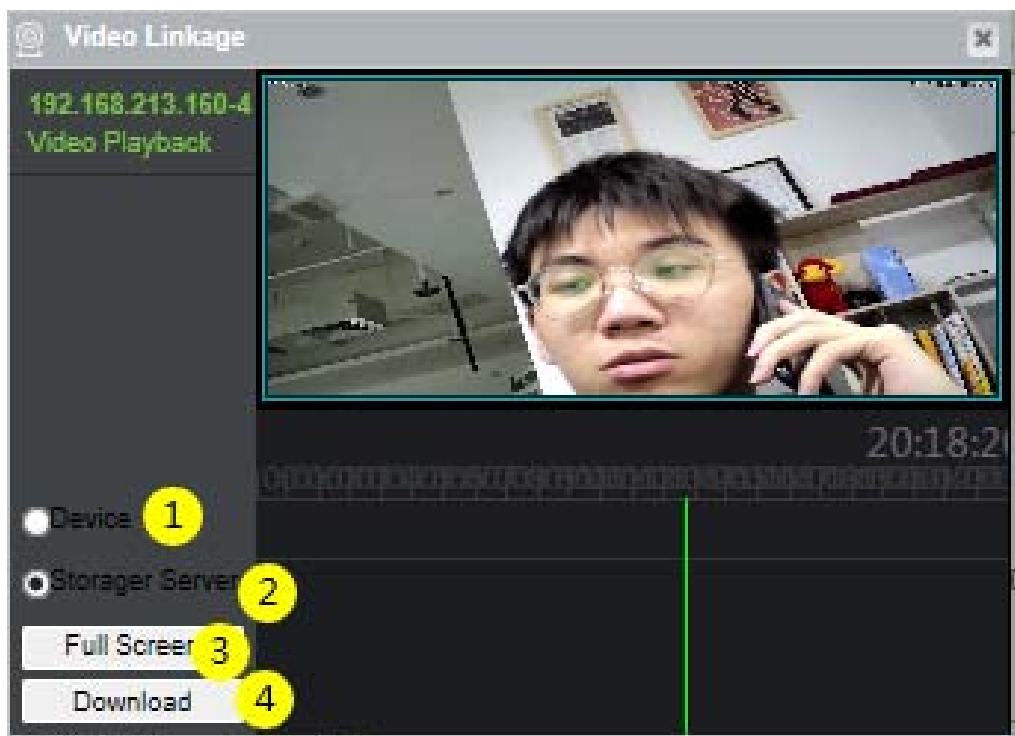 Video Linkage
192.168.213.160-4
Video Playback
20:18:2
Device 1
Storager Server 2
Full Screen 3
Download 4